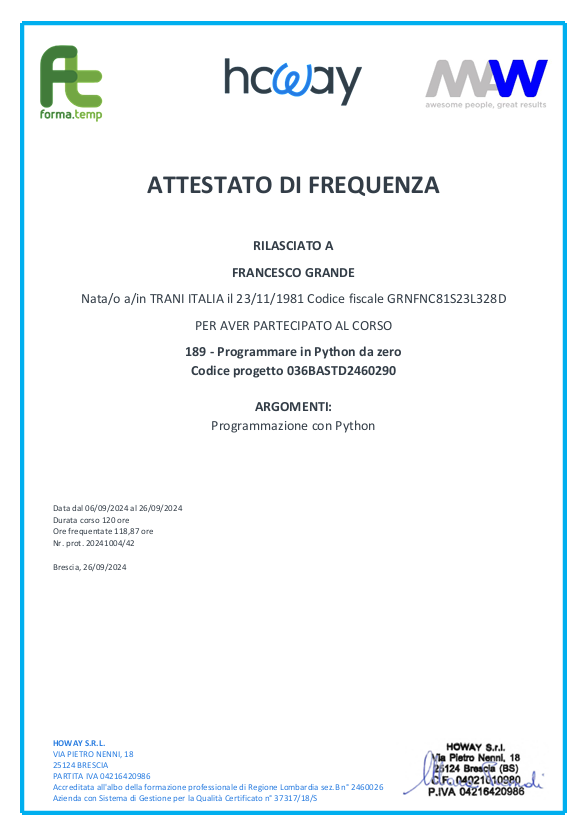 forma.temp
howay
MAW
awesome people, great results
ATTESTATO DI FREQUENZA
RILASCIATO A
FRANCESCO GRANDE
Nata/o a/in TRANI ITALIA il 23/11/1981 Codice fiscale GRNFNC81S23L328D
PER AVER PARTECIPATO AL CORSO
189 - Programmare in Python da zero
Codice progetto 036BASTD2460290
ARGOMENTI:
Programmazione con Python
Data dal 06/09/2024 al 26/09/2024
Durata corso 120 ore
Ore frequentate 118,87 ore
Nr. prot. 20241004/42
Brescia, 26/09/2024
HOWAY S.R.L.
VIA PIETRO NENNI, 18
25124 BRESCIA
PARTITA IVA 04216420986
Accreditata all'albo della formazione professionale di Regione Lombardia sez.B n° 2460026
Azienda con Sistema di Gestione per la Qualità Certificato n° 37317/18/S
HOWAY S.r.l.
Via Pietro Nenni, 18
25124 Brescia (BS)
C.F. 04021010980
P.IVA 04216420986